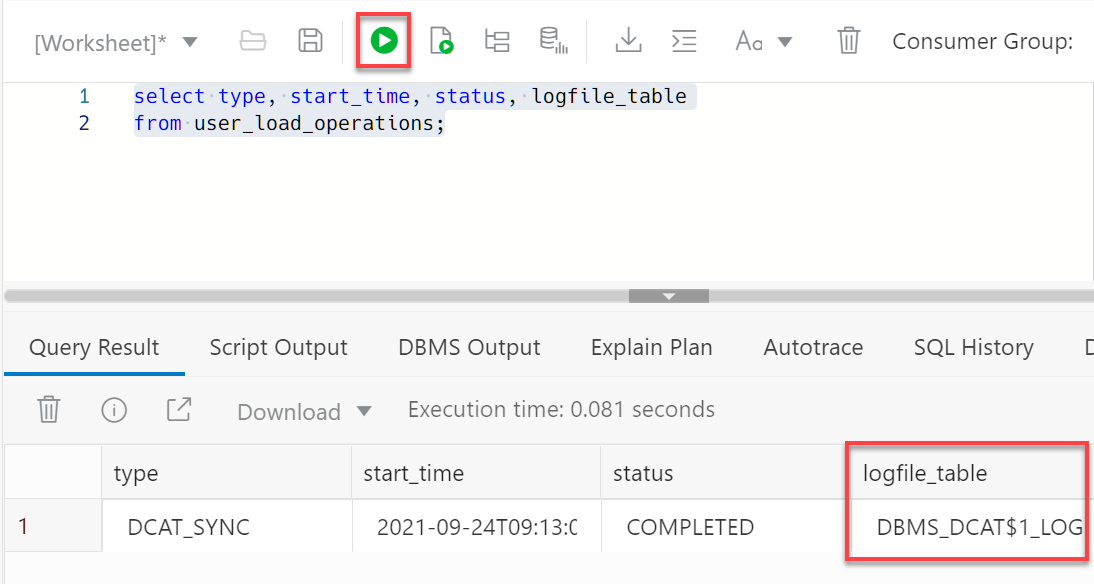 [Worksheet]*
Aa
Consumer Group:
1 select type, start_time, status, logfile_table
2 from user_load_operations;
Query Result Script Output DBMS Output Explain Plan Autotrace SQL History
Download Execution time: 0.081 seconds
type start_time status logfile_table
1 DCAT_SYNC 2021-09-24T09:13:0 COMPLETED DBMS_DCAT$1_LOG